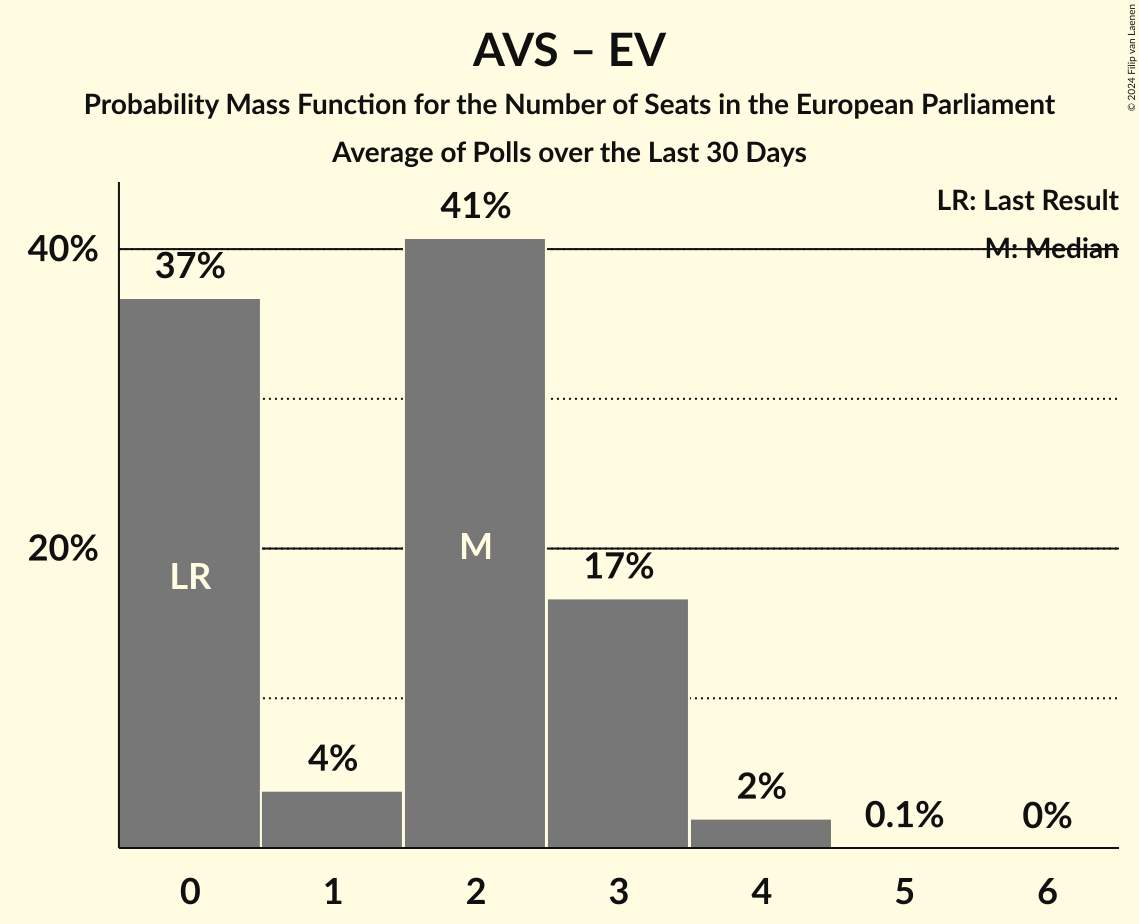 AVS – EV
Probability Mass Function for the Number of Seats in the European Parliament
Average of Polls over the Last 30 Days
© 2024 Filip van Laenen
LR: Last Result
M: Median
40%
20%
37%
4%
41%
17%
2%
0.1%
0%
LR
M
0 1 2 3 4 5 6